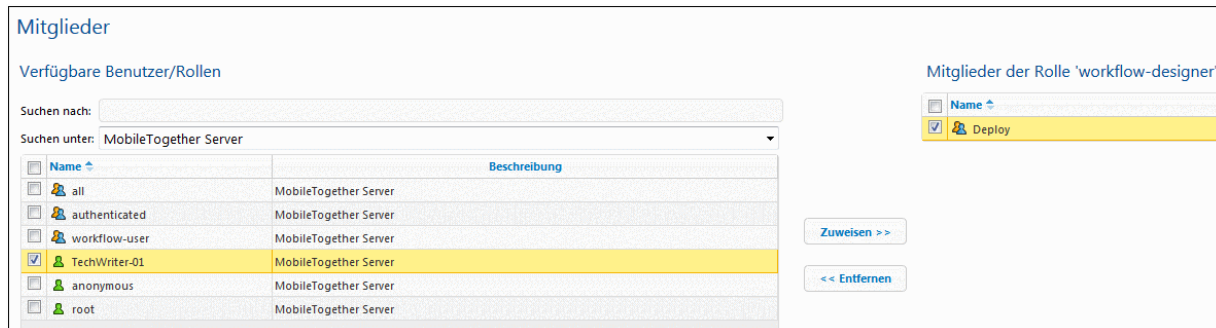 Mitglieder
Verfügbare Benutzer/Rollen
Suchen nach:
Suchen unter: MobileTogether Server
Name Beschreibung
all MobileTogether Server
authenticated MobileTogether Server
workflow-user MobileTogether Server
TechWriter-01 MobileTogether Server
anonymous MobileTogether Server
root MobileTogether Server
Zuweisen >>
<< Entfernen
Mitglieder der Rolle 'workflow-designer'
Name
Deploy